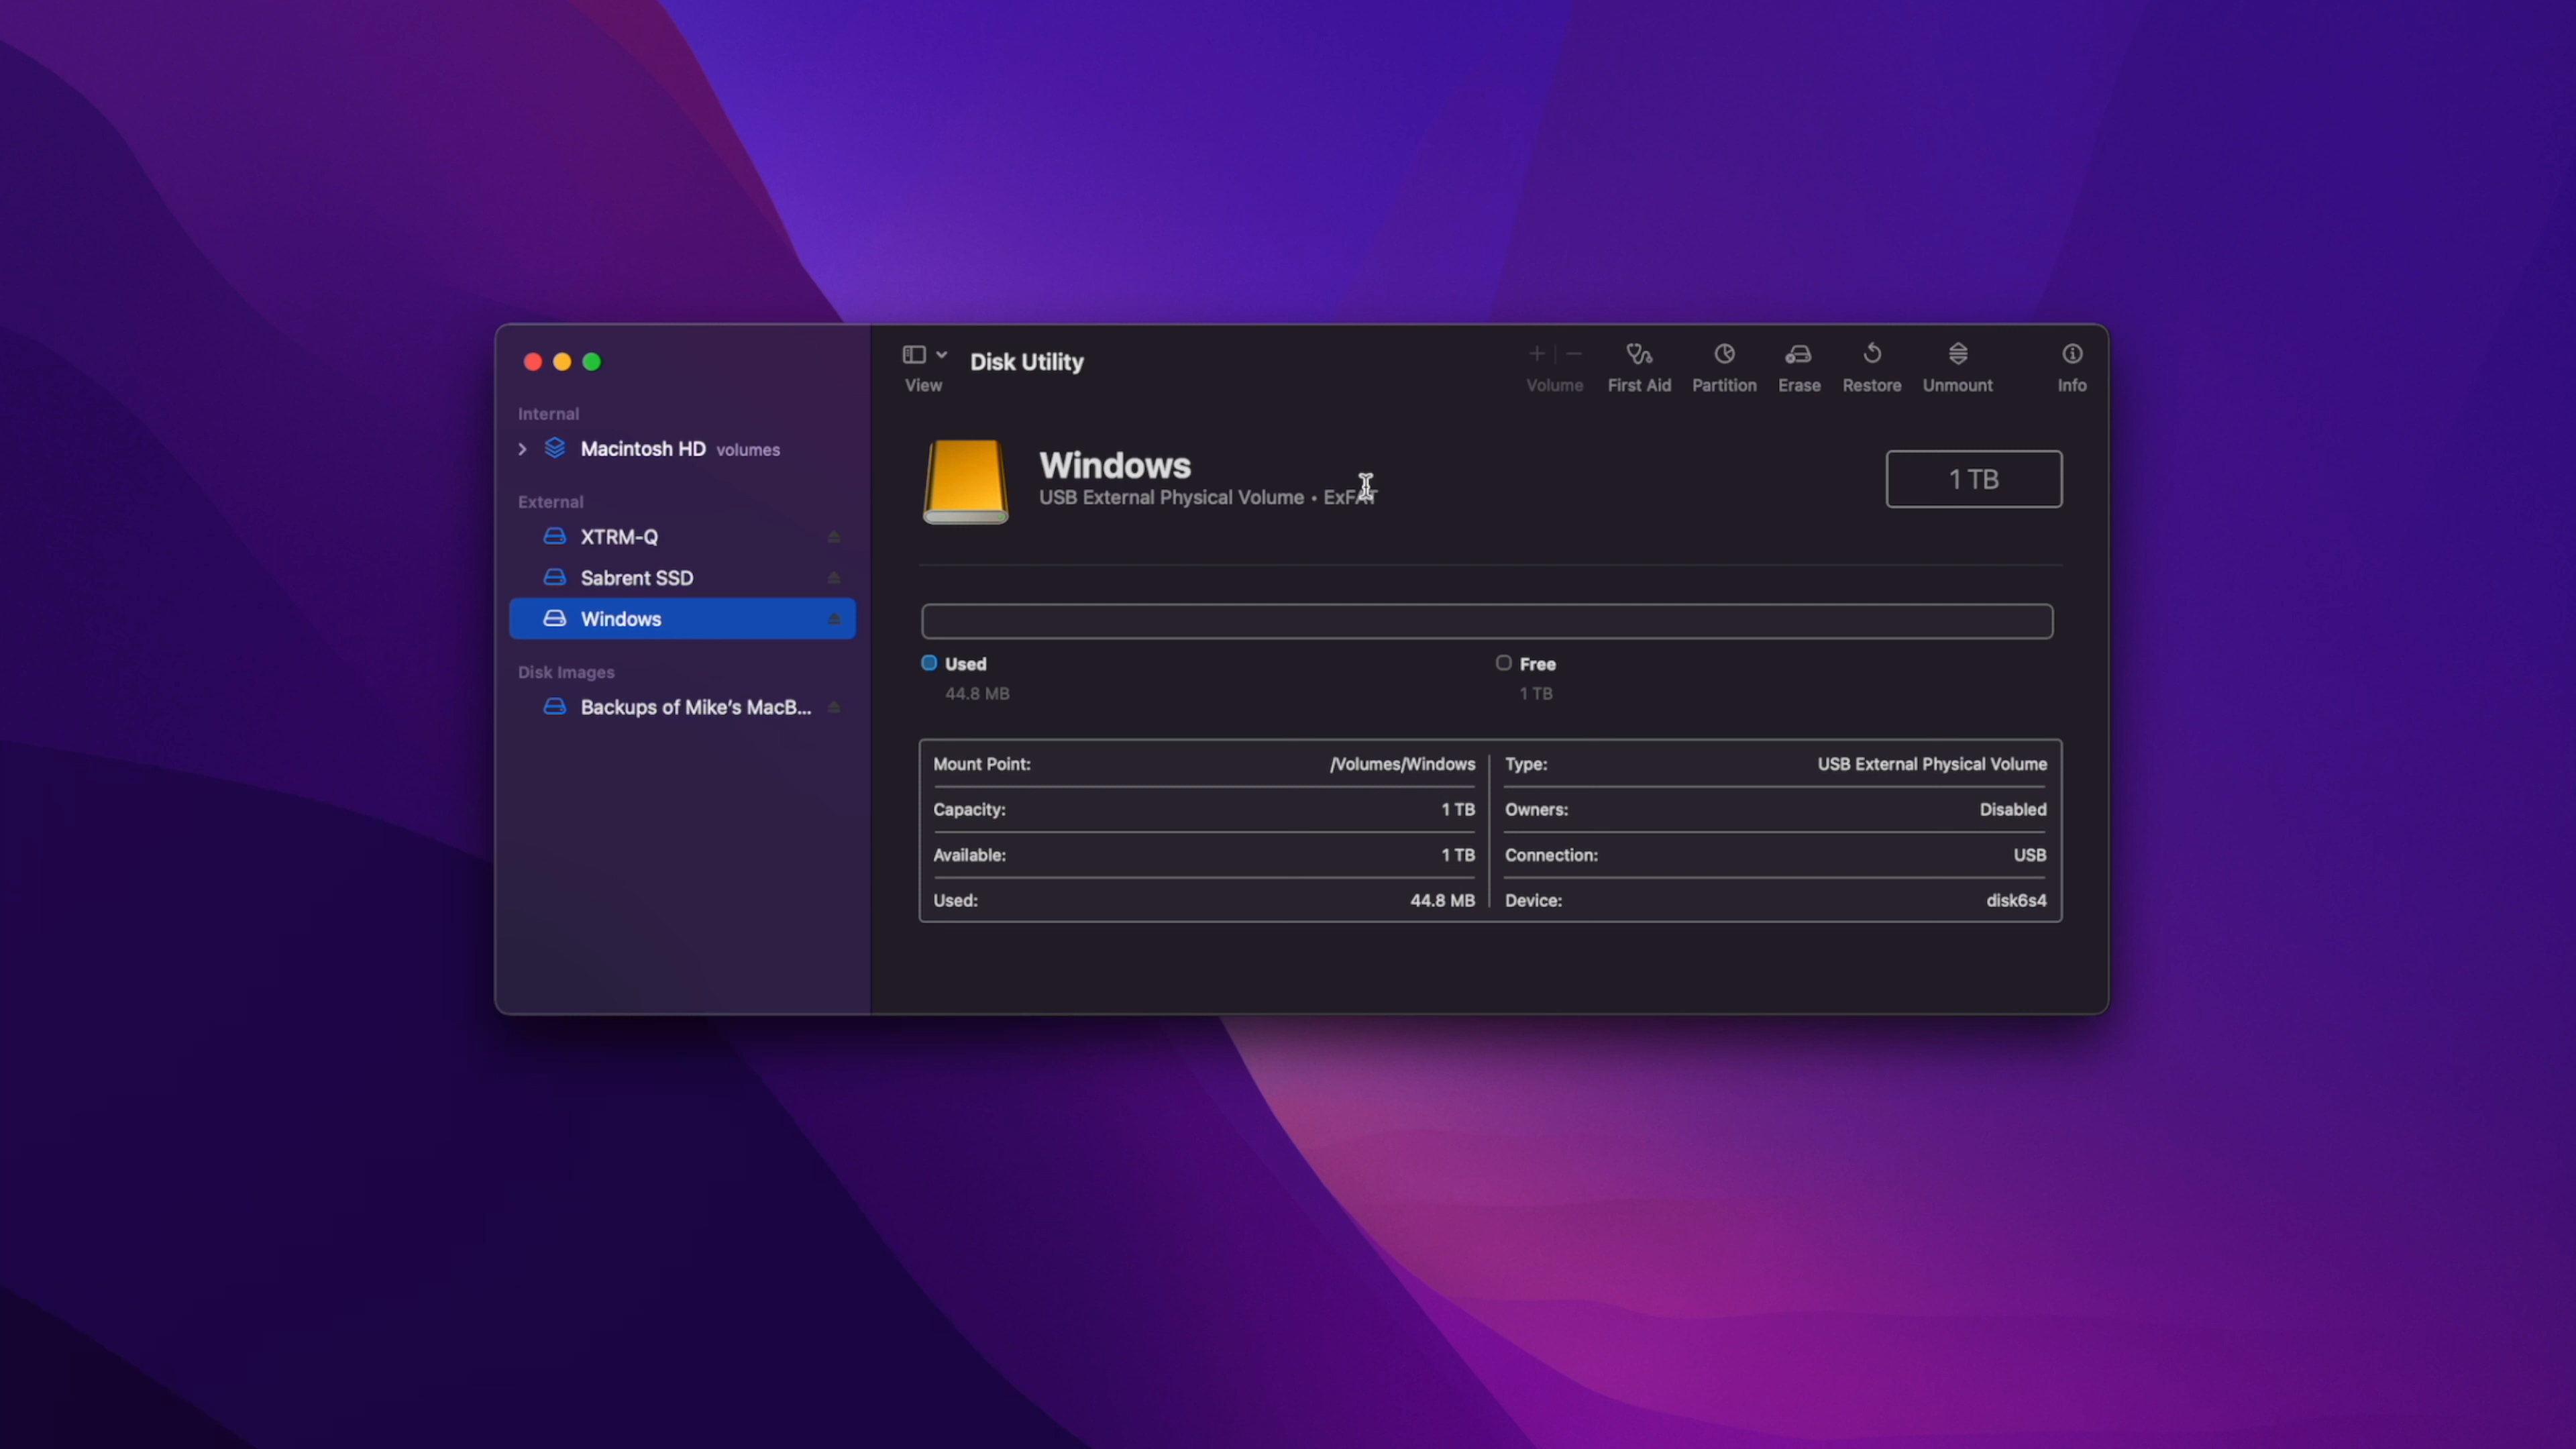 Internal
Macintosh HD volumes
External
XTRM-Q
Sabrent SSD
Windows
Disk Images
Backups of Mike's MacB...
View
Disk Utility
Volume
First Aid
Partition
Erase
Restore
Unmount
Info
Windows
USB External Physical Volume • ExFAT
1 TB
Used
44.8 MB
Free
1 TB
Mount Point: /Volumes/Windows
Capacity: 1 TB
Available: 1 TB
Used: 44.8 MB
Type: USB External Physical Volume
Owners: Disabled
Connection: USB
Device: disk6s4